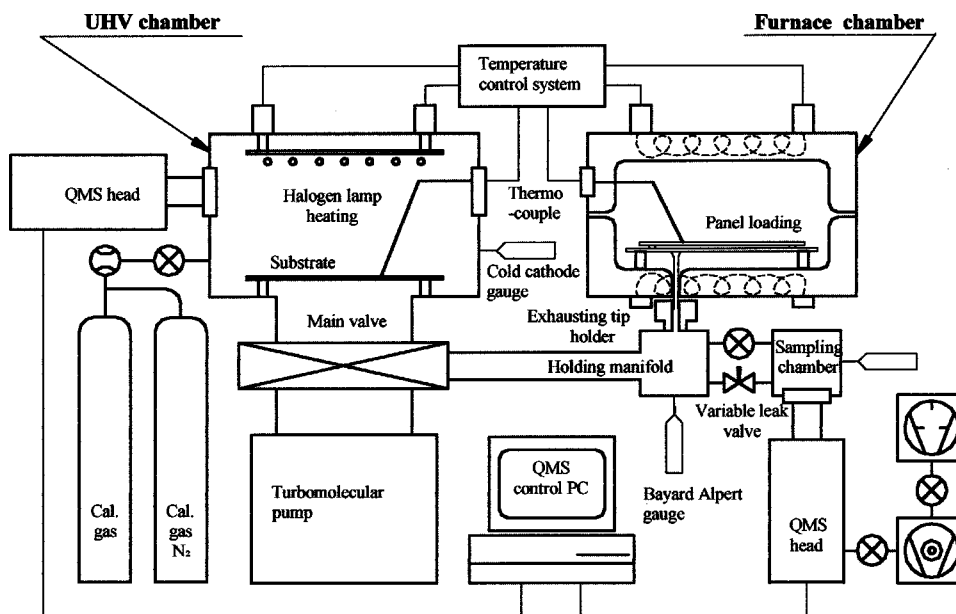 UHV chamber
Furnace chamber
Temperature
control system
QMS head
Halogen lamp
heating
Thermo
-couple
Panel loading
Substrate
Cold cathode
gauge
Main valve
Exhausting tip
holder
Holding manifold
Sampling
chamber
Variable leak
valve
Cal.
gas
Cal.
gas
N₂
Turbomolecular
pump
QMS
control PC
Bayard Alpert
gauge
QMS
head